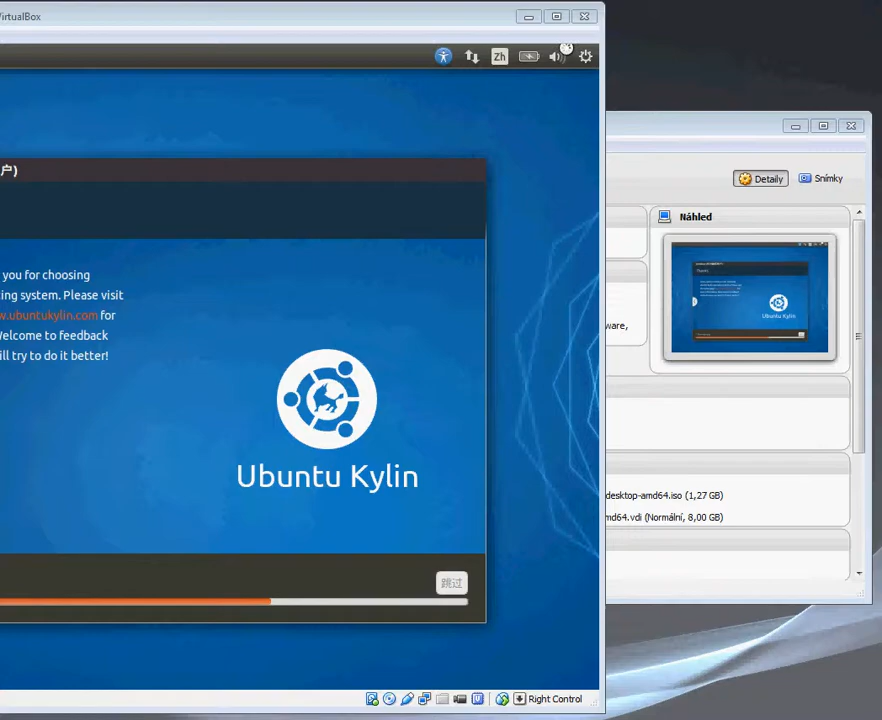 VirtualBox
Zh
户)
you for choosing
ing system. Please visit
w.ubuntukylin.com for
Welcome to feedback
ill try to do it better!
Ubuntu Kylin
跳过
Right Control
Detaily
Snímky
Náhled
ware,
desktop-amd64.iso (1,27 GB)
md64.vdi (Normální, 8,00 GB)